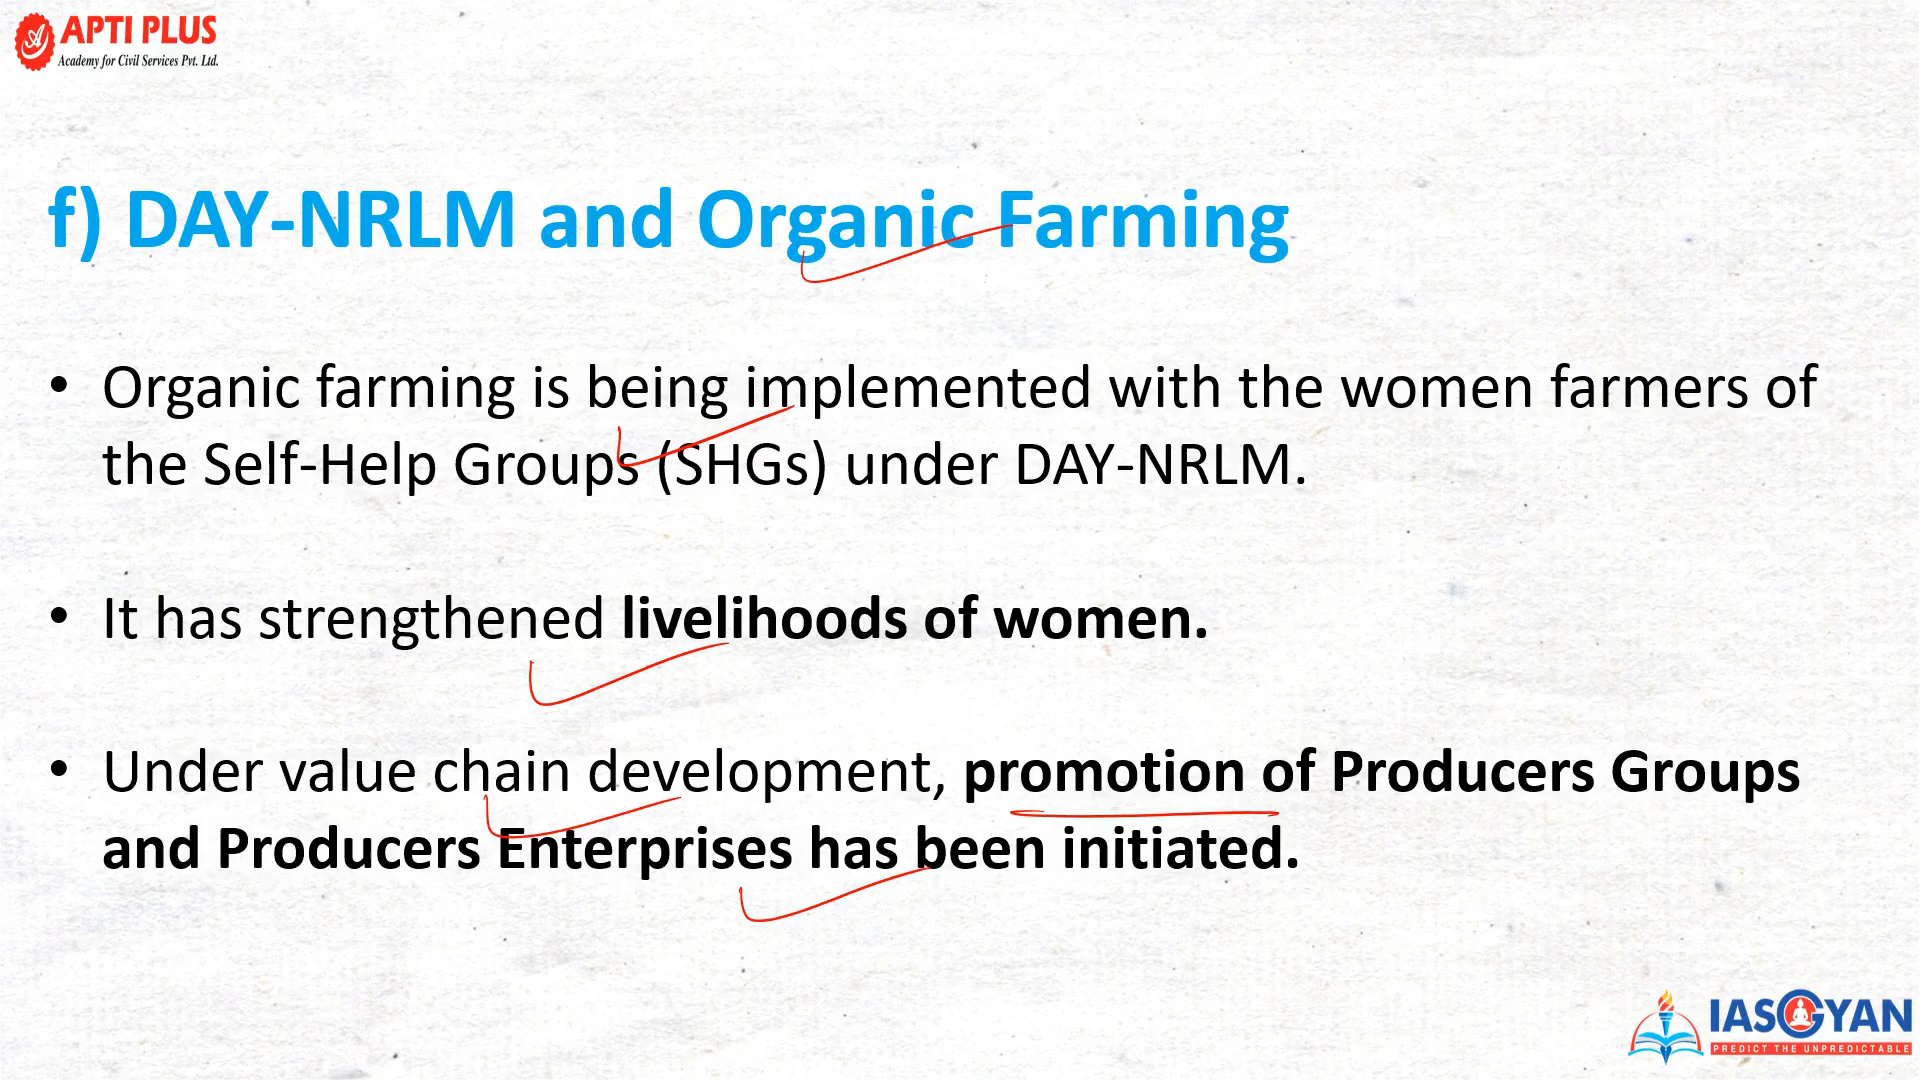 APTI PLUS
Academy for Civil Services Pvt. Ltd.
f) DAY-NRLM and Organic Farming
• Organic farming is being implemented with the women farmers of
the Self-Help Groups (SHGs) under DAY-NRLM.
• It has strengthened livelihoods of women.
• Under value chain development, promotion of Producers Groups
and Producers Enterprises has been initiated.
IASGYAN
PREDICT THE UNPREDICTABLE